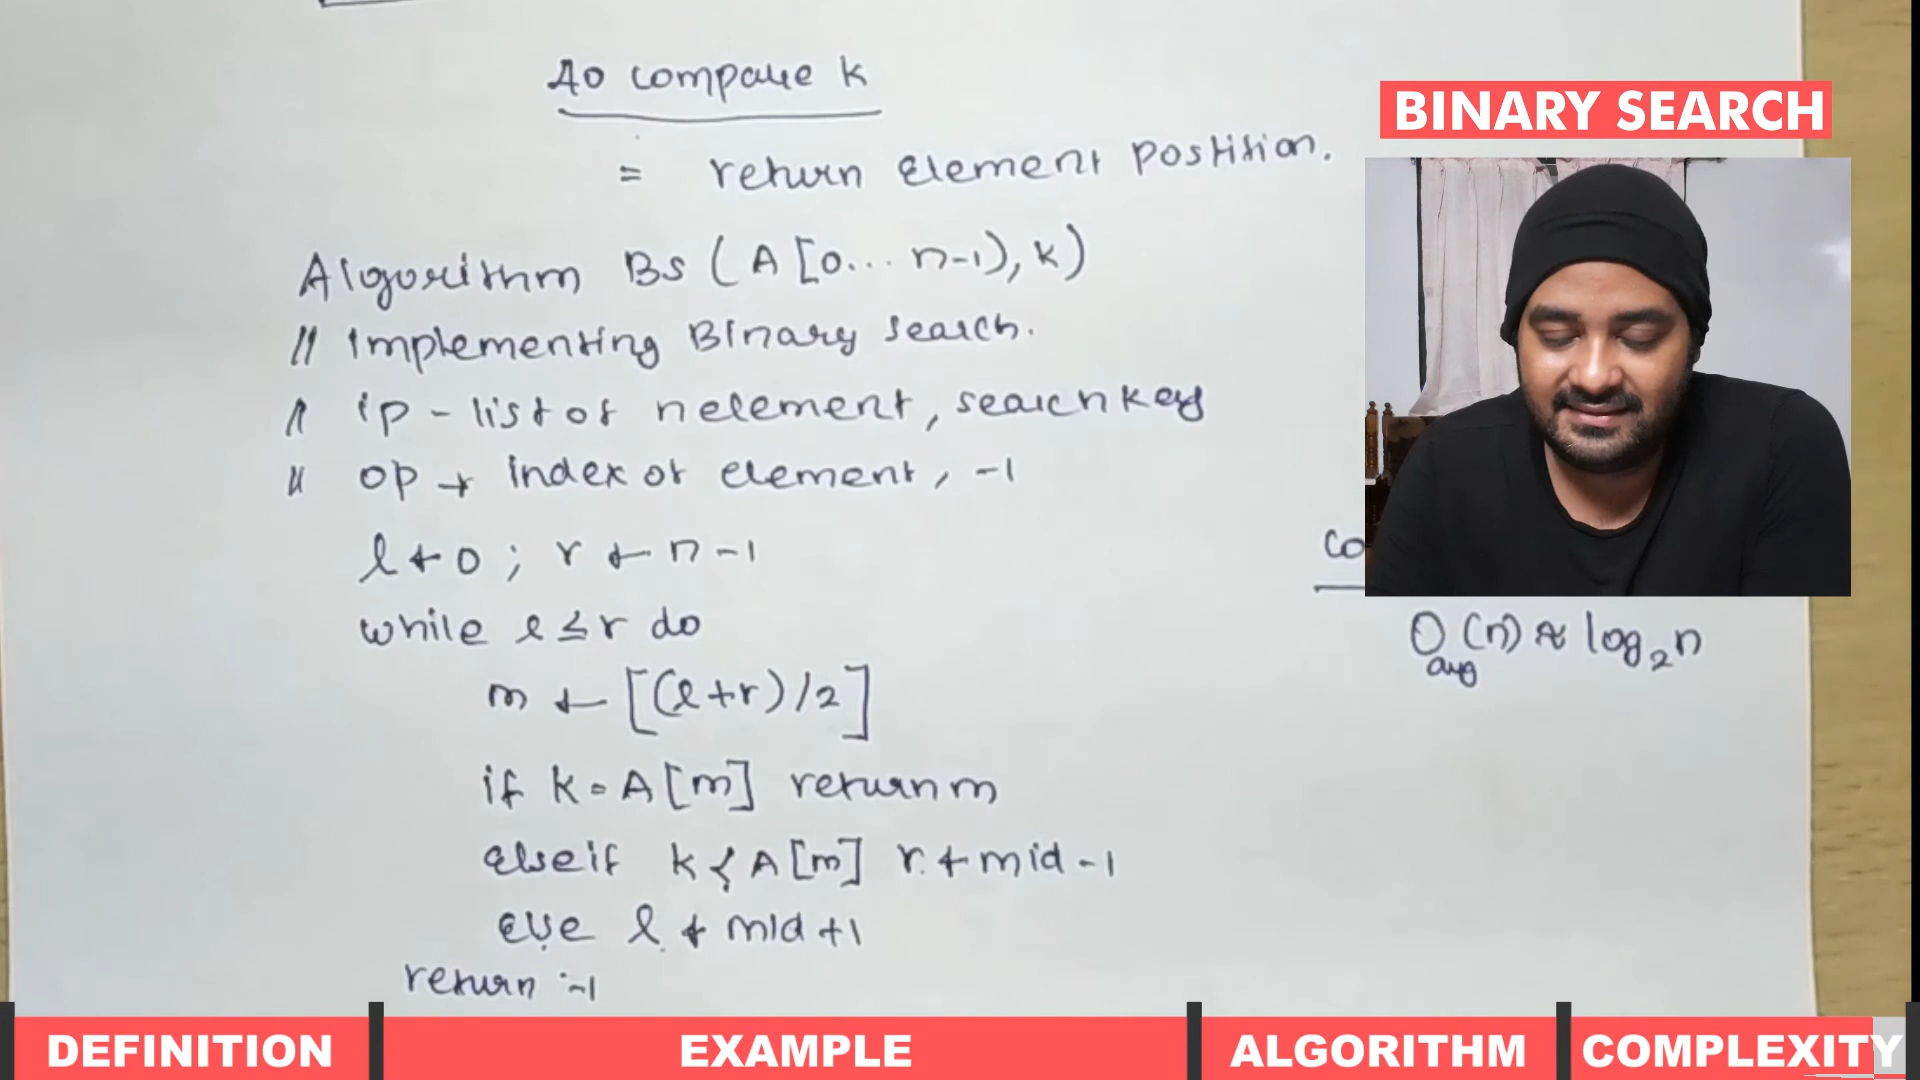 to compare k
= return element postition.
Algorithm BS (A[0... n-1), k)
// implementing Binary search.
// ip - list of n element, search key
// op → index of element, -1
l ← 0 ; r ← n-1
while l ≤ r do
m ← [(l+r)/2]
if k = A[m] return m
elseif k < A[m] r ← mid - 1
else l ← mid +1
return -1
BINARY SEARCH
CO
O avg (n) ≈ log₂n
DEFINITION
EXAMPLE
ALGORITHM
COMPLEXITY